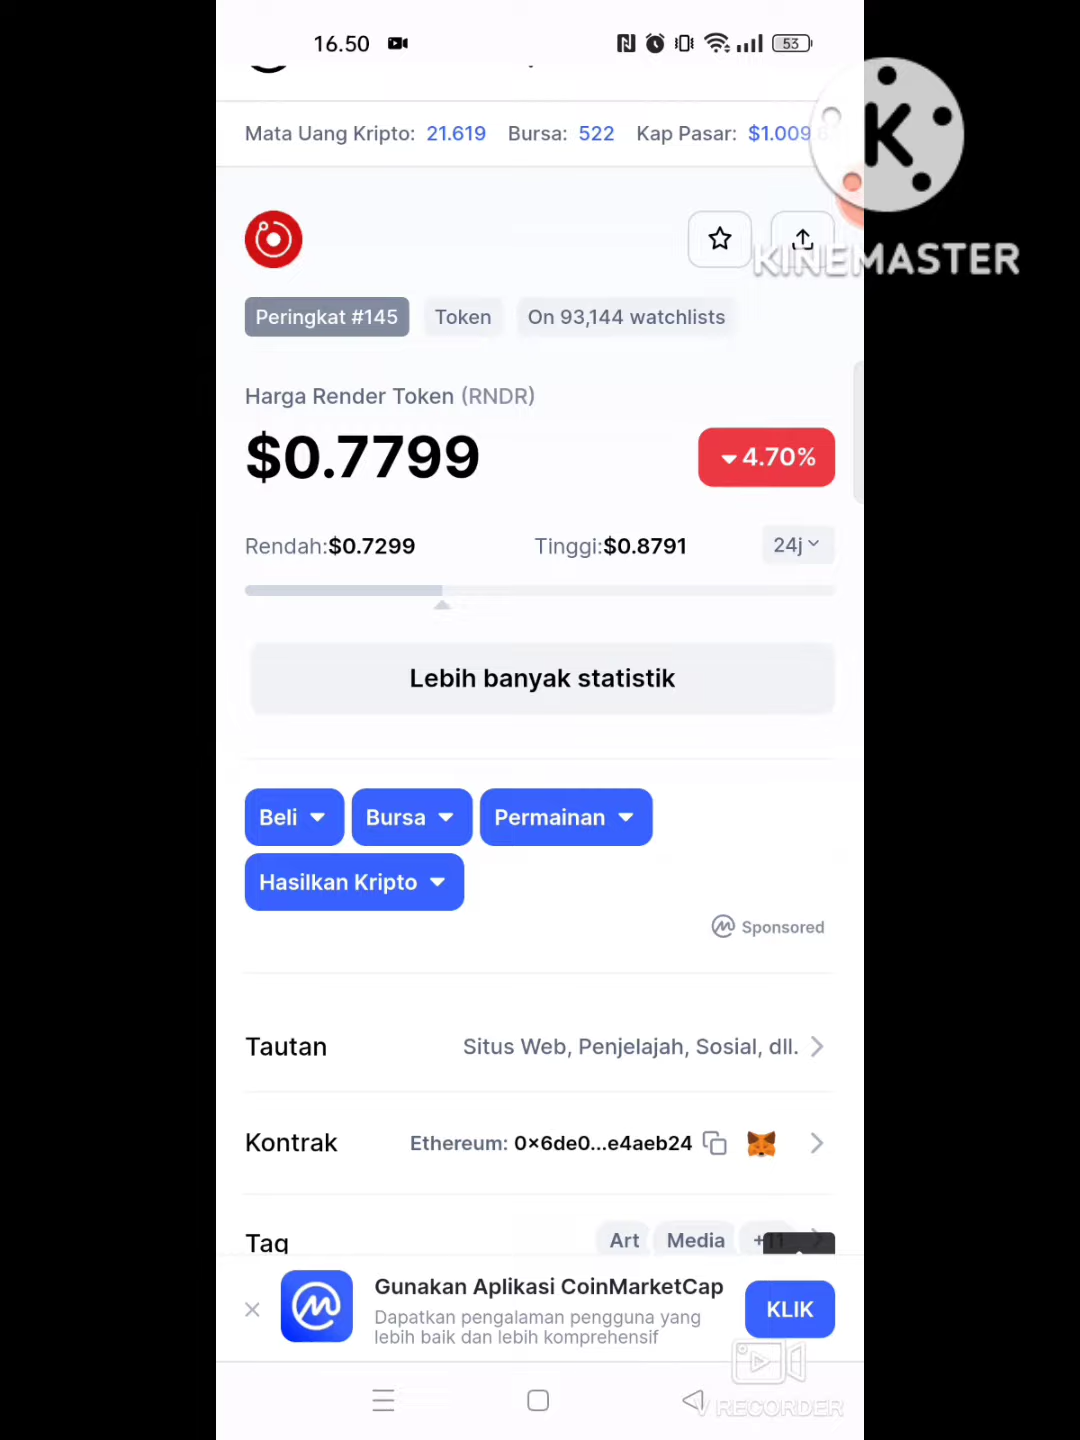 16.50
53
Mata Uang Kripto: 21.619 Bursa: 522 Kap Pasar: $1.009
K
KINEMASTER
Peringkat #145 Token On 93,144 watchlists
Harga Render Token (RNDR)
$0.7799 4.70%
Rendah:$0.7299 Tinggi:$0.8791 24j
Lebih banyak statistik
Beli Bursa Permainan
Hasilkan Kripto
Sponsored
Tautan Situs Web, Penjelajah, Sosial, dll.
Kontrak Ethereum: 0x6de0...e4aeb24
Tag Art Media +11
Gunakan Aplikasi CoinMarketCap
Dapatkan pengalaman pengguna yang
lebih baik dan lebih komprehensif
KLIK
V RECORDER